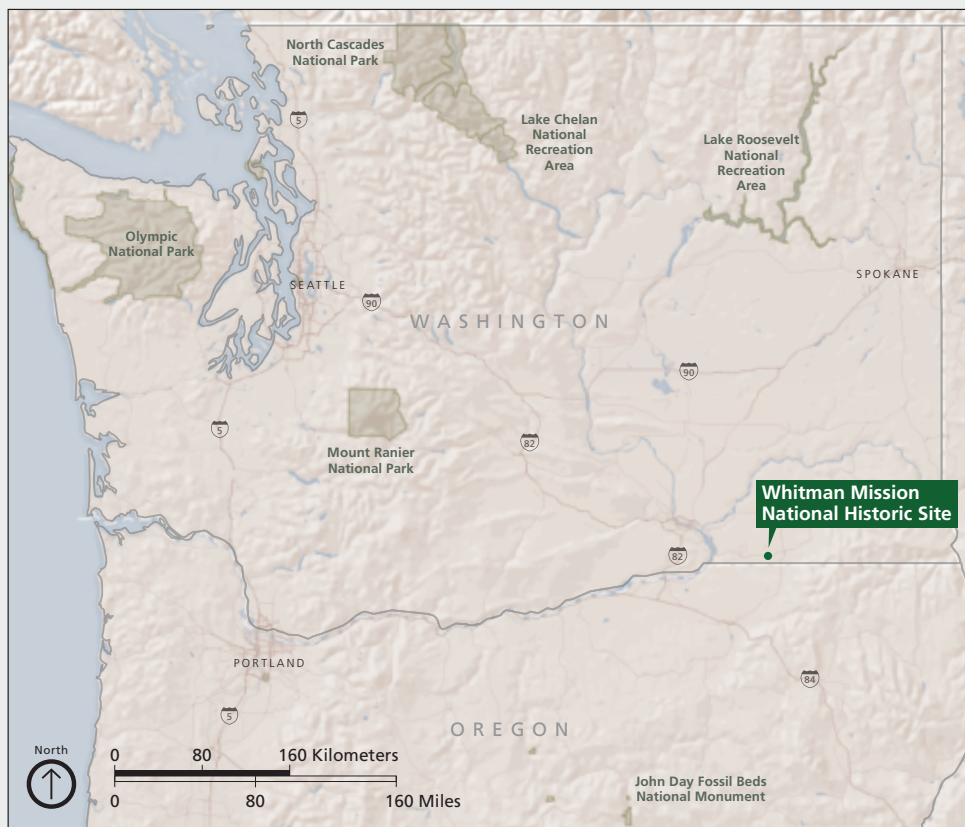 North Cascades
National Park
5
Lake Chelan
National
Recreation
Area
Lake Roosevelt
National
Recreation
Area
Olympic
National Park
SPOKANE
SEATTLE
90
WASHINGTON
90
5
82
Mount Ranier
National Park
Whitman Mission
National Historic Site
82
PORTLAND
84
5
OREGON
North
0 80 160 Kilometers
0 80 160 Miles
John Day Fossil Beds
National Monument